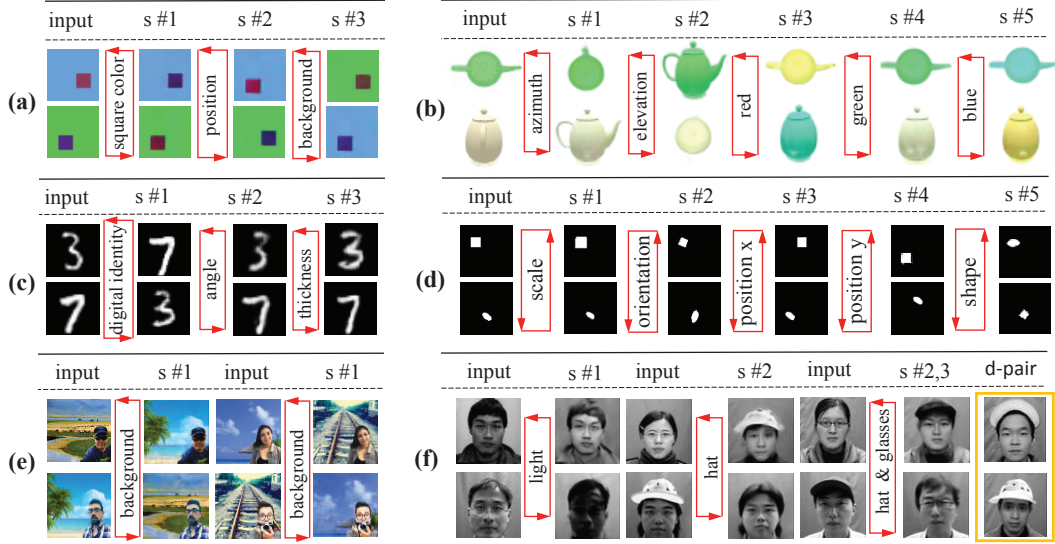 input s #1 s #2 s #3
(a)
square color
position
background
input s #1 s #2 s #3 s #4 s #5
(b)
azimuth
elevation
red
green
blue
input s #1 s #2 s #3
(c)
digital identity
angle
thickness
input s #1 s #2 s #3 s #4 s #5
(d)
scale
orientation
position x
position y
shape
input s #1 input s #1
(e)
background
background
input s #1 input s #2 input s #2,3 d-pair
(f)
light
hat
hat & glasses